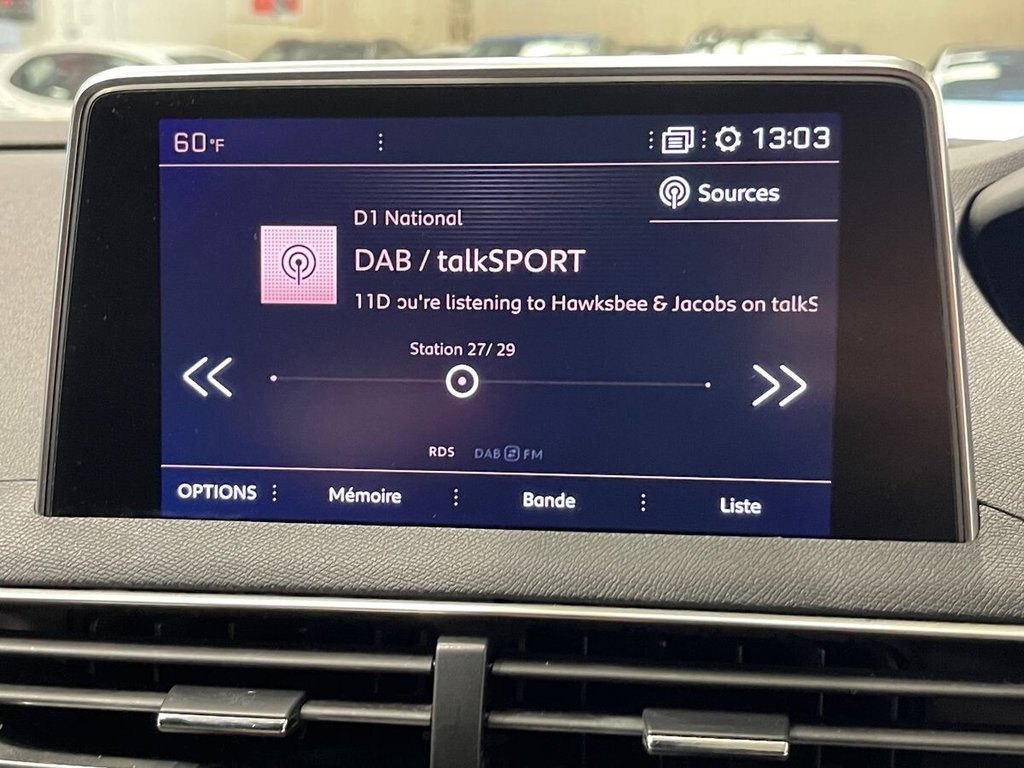 60°F
13:03
Sources
D1 National
DAB / talkSPORT
11D ou're listening to Hawksbee & Jacobs on talkS
Station 27/ 29
RDS DAB FM
OPTIONS Mémoire Bande Liste